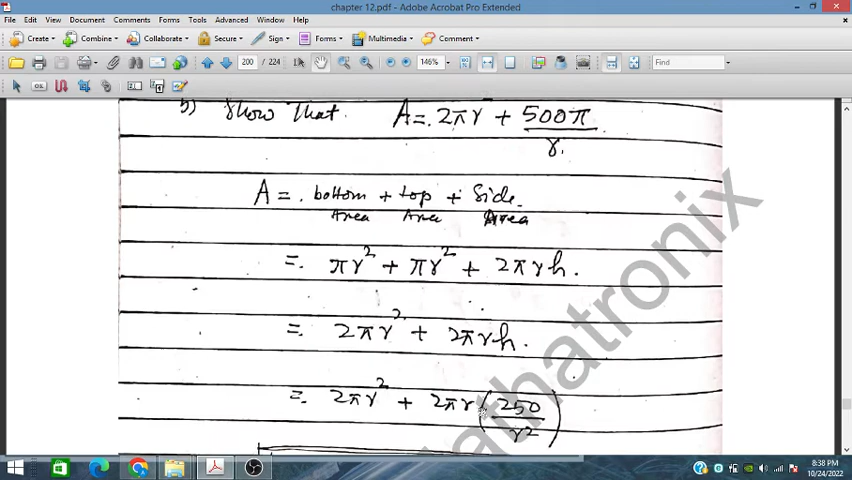 chapter 12.pdf - Adobe Acrobat Pro Extended
File Edit View Document Comments Forms Tools Advanced Window Help
Create Combine Collaborate Secure Sign Forms Multimedia Comment
200 / 224 146% Find
b) Show That A = 2πr² + 500π/r.
A = bottom Area + top Area + Side Area
= πr² + πr² + 2πrh.
= 2πr² + 2πrh.
= 2πr² + 2πr(250/r²)
mathatronix
8:38 PM
10/24/2022